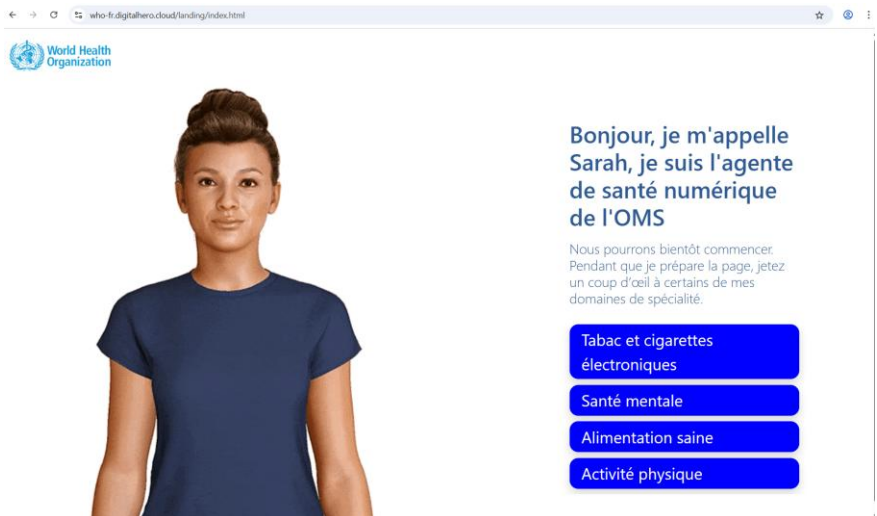 who-fr.digitalhero.cloud/landing/index.html
World Health
Organization
Bonjour, je m'appelle
Sarah, je suis l'agente
de santé numérique
de l'OMS
Nous pourrons bientôt commencer.
Pendant que je prépare la page, jetez
un coup d'œil à certains de mes
domaines de spécialité.
Tabac et cigarettes
électroniques
Santé mentale
Alimentation saine
Activité physique